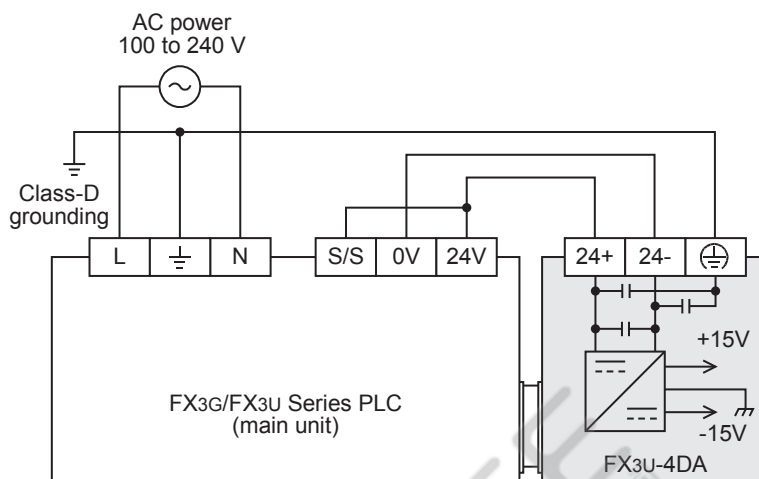 AC power
100 to 240 V
Class-D
grounding
L
N
S/S
0V
24V
24+
24-
+15V
-15V
FX3G/FX3U Series PLC
(main unit)
FX3U-4DA